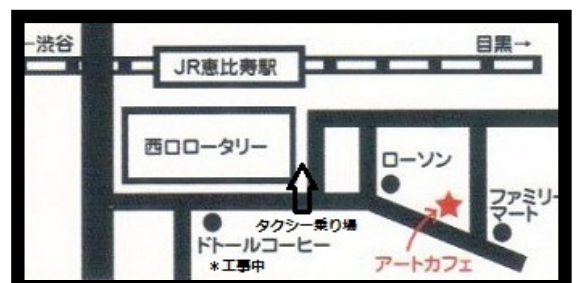 ←渋谷
目黒→
JR恵比寿駅
西口ロータリー
ローソン
ファミリー
マート
タクシー乗り場
ドトールコーヒー
*工事中
アートカフェ